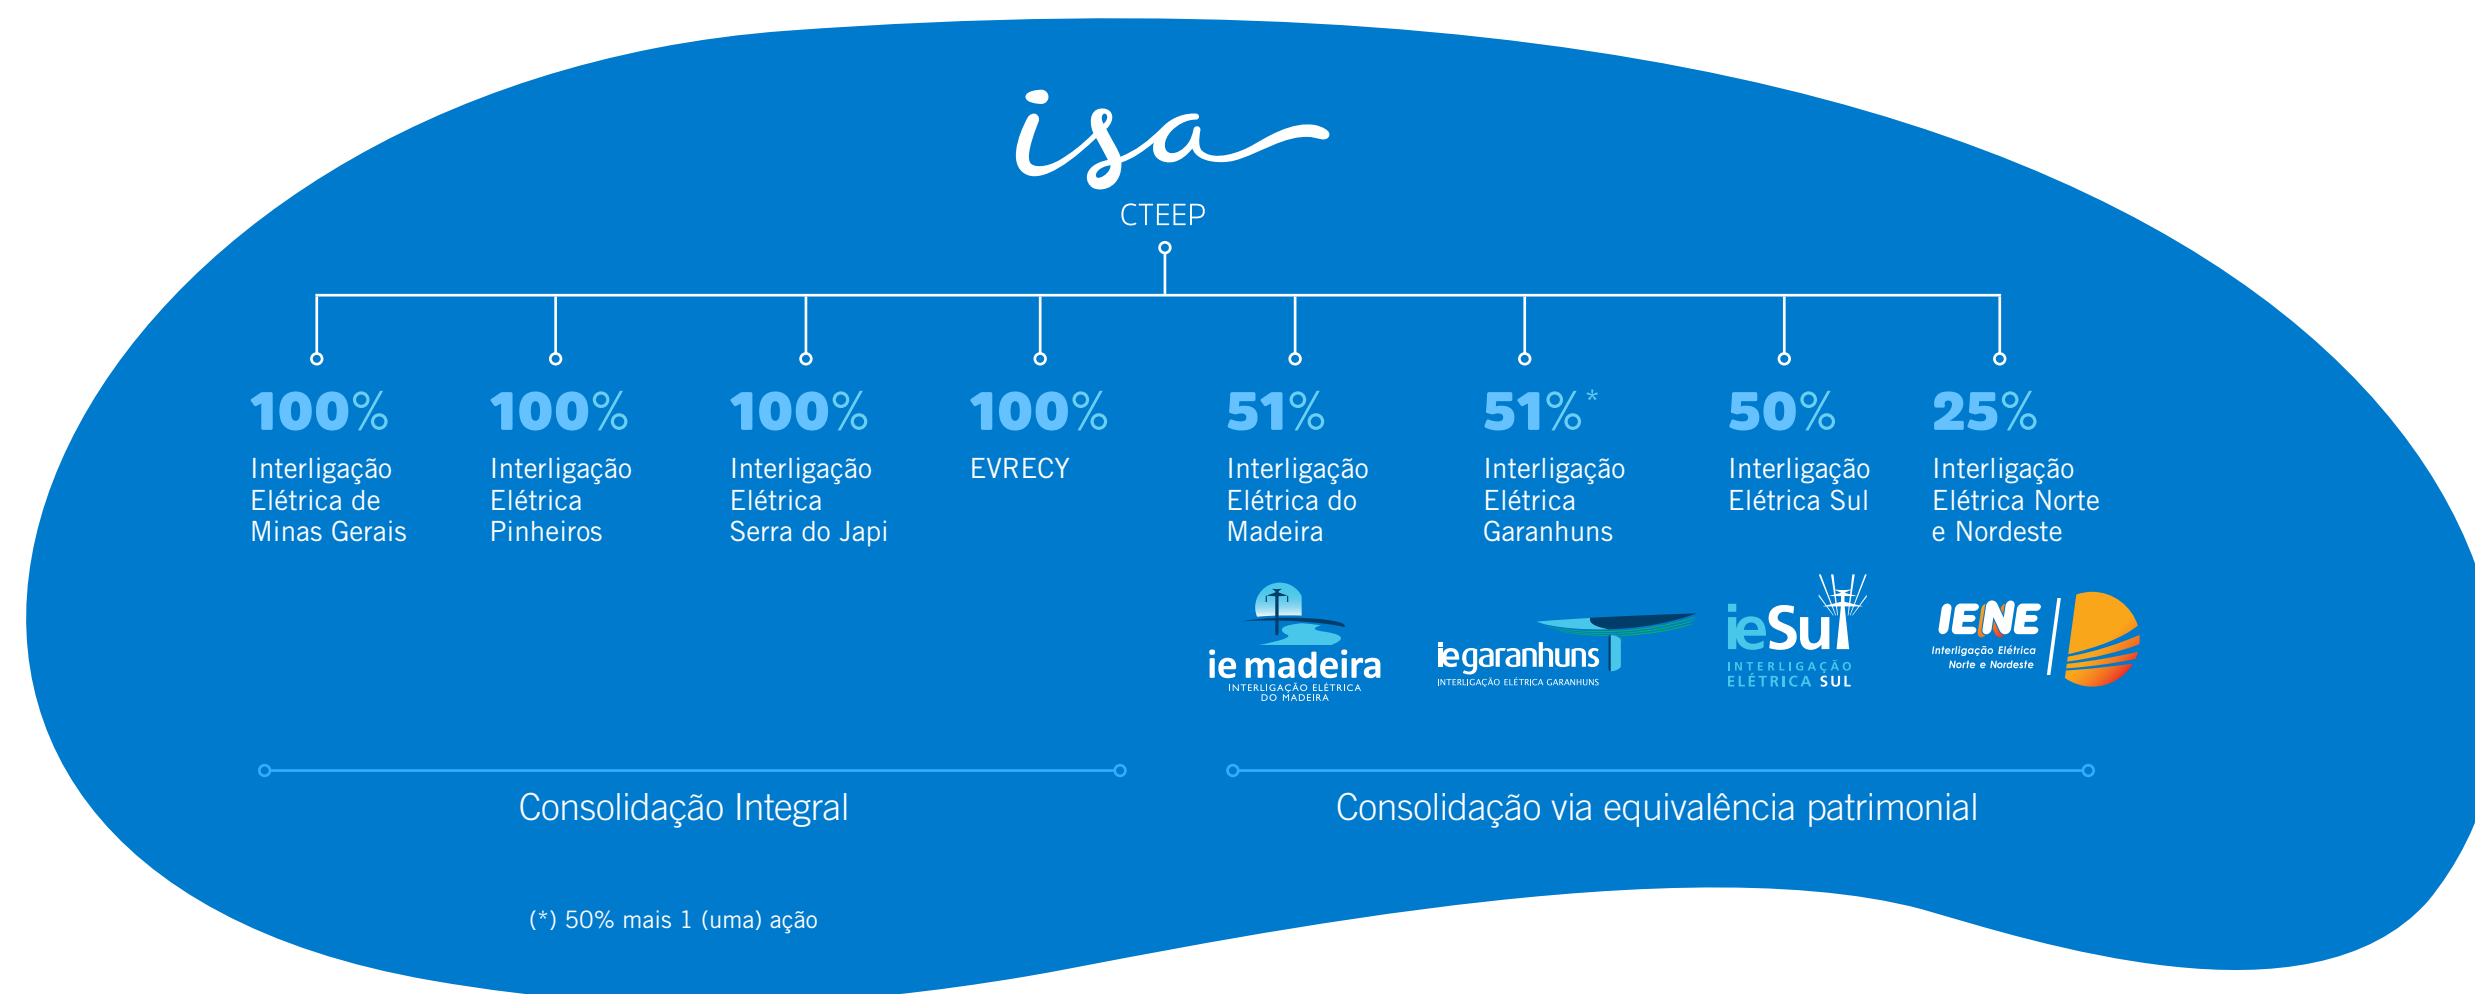 isa
CTEEP
100%
Interligação
Elétrica de
Minas Gerais
100%
Interligação
Elétrica
Pinheiros
100%
Interligação
Elétrica
Serra do Japi
100%
EVRECY
51%
Interligação
Elétrica do
Madeira
ie madeira
INTERLIGAÇÃO ELÉTRICA
DO MADEIRA
51%*
Interligação
Elétrica
Garanhuns
iegaranhuns
INTERLIGAÇÃO ELÉTRICA GARANHUNS
50%
Interligação
Elétrica Sul
ieSul
INTERLIGAÇÃO
ELÉTRICA SUL
25%
Interligação
Elétrica Norte
e Nordeste
IENE
Interligação Elétrica
Norte e Nordeste
Consolidação Integral
Consolidação via equivalência patrimonial
(*) 50% mais 1 (uma) ação